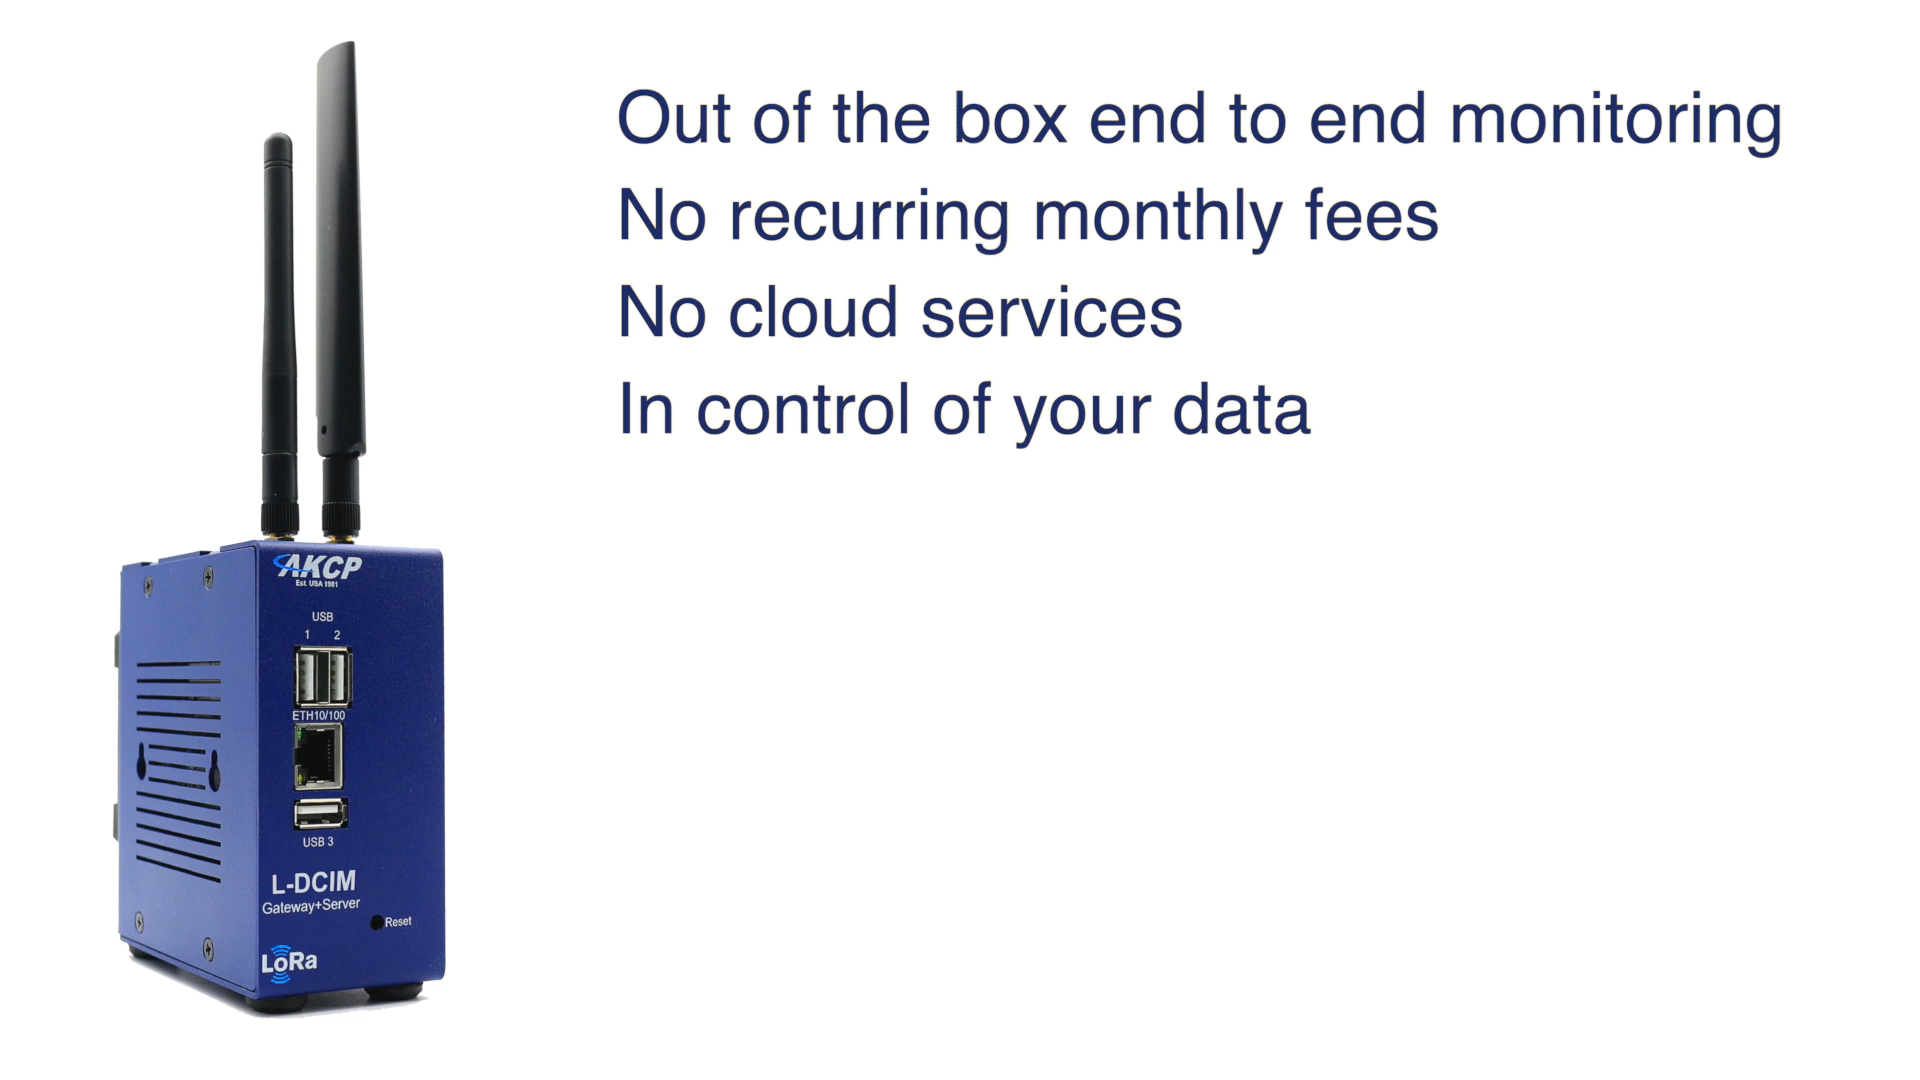 Out of the box end to end monitoring
No recurring monthly fees
No cloud services
In control of your data
AKCP
Est. USA 1981
USB
1 2
ETH10/100
USB 3
L-DCIM
Gateway+Server
Reset
LoRa